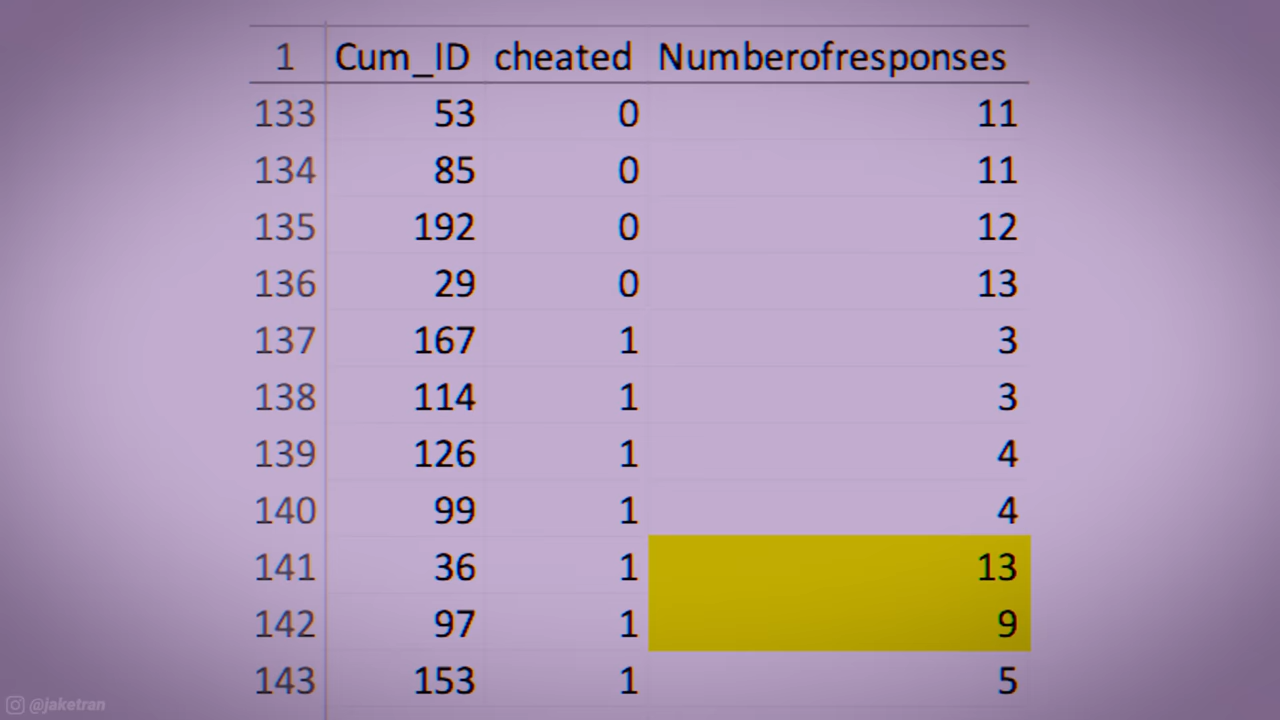 1 Cum_ID cheated Numberofresponses
133 53 0 11
134 85 0 11
135 192 0 12
136 29 0 13
137 167 1 3
138 114 1 3
139 126 1 4
140 99 1 4
141 36 1 13
142 97 1 9
143 153 1 5
@jaketran